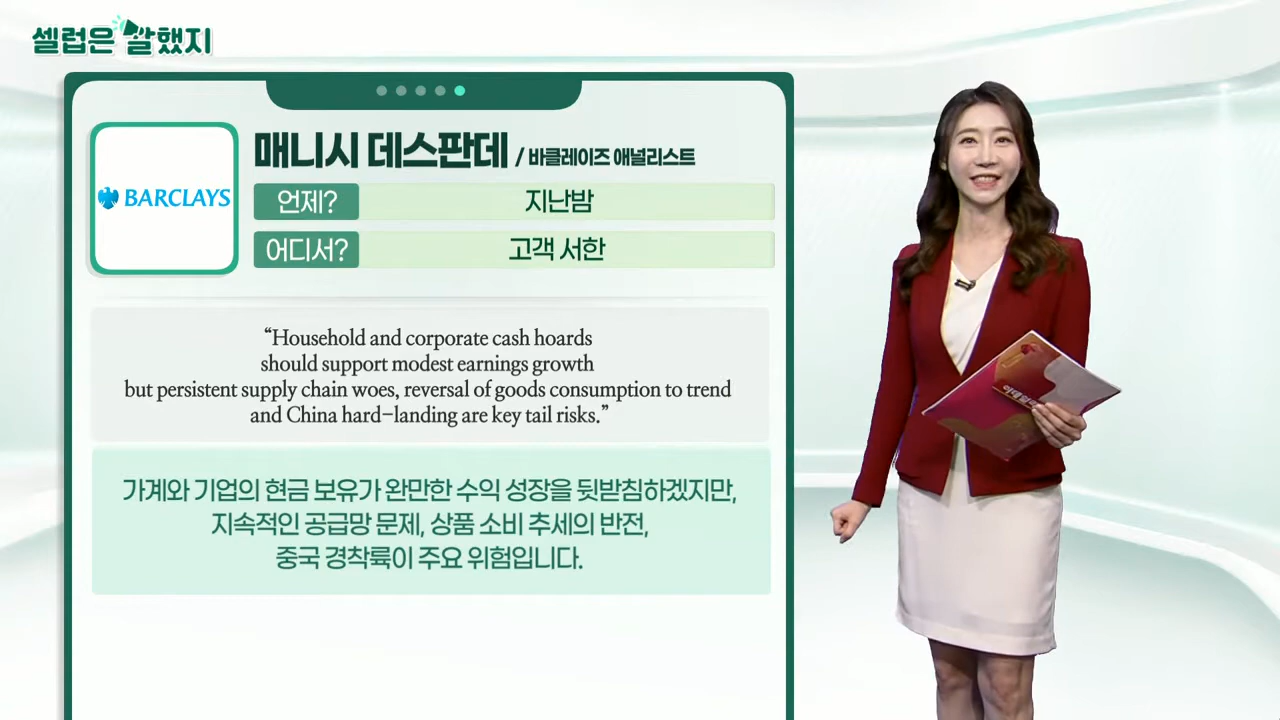 셀럽은 말했지
BARCLAYS
매니시 데스판데 / 바클레이즈 애널리스트
언제? 지난밤
어디서? 고객 서한
“Household and corporate cash hoards
should support modest earnings growth
but persistent supply chain woes, reversal of goods consumption to trend
and China hard-landing are key tail risks.”
가계와 기업의 현금 보유가 완만한 수익 성장을 뒷받침하겠지만,
지속적인 공급망 문제, 상품 소비 추세의 반전,
중국 경착륙이 주요 위험입니다.